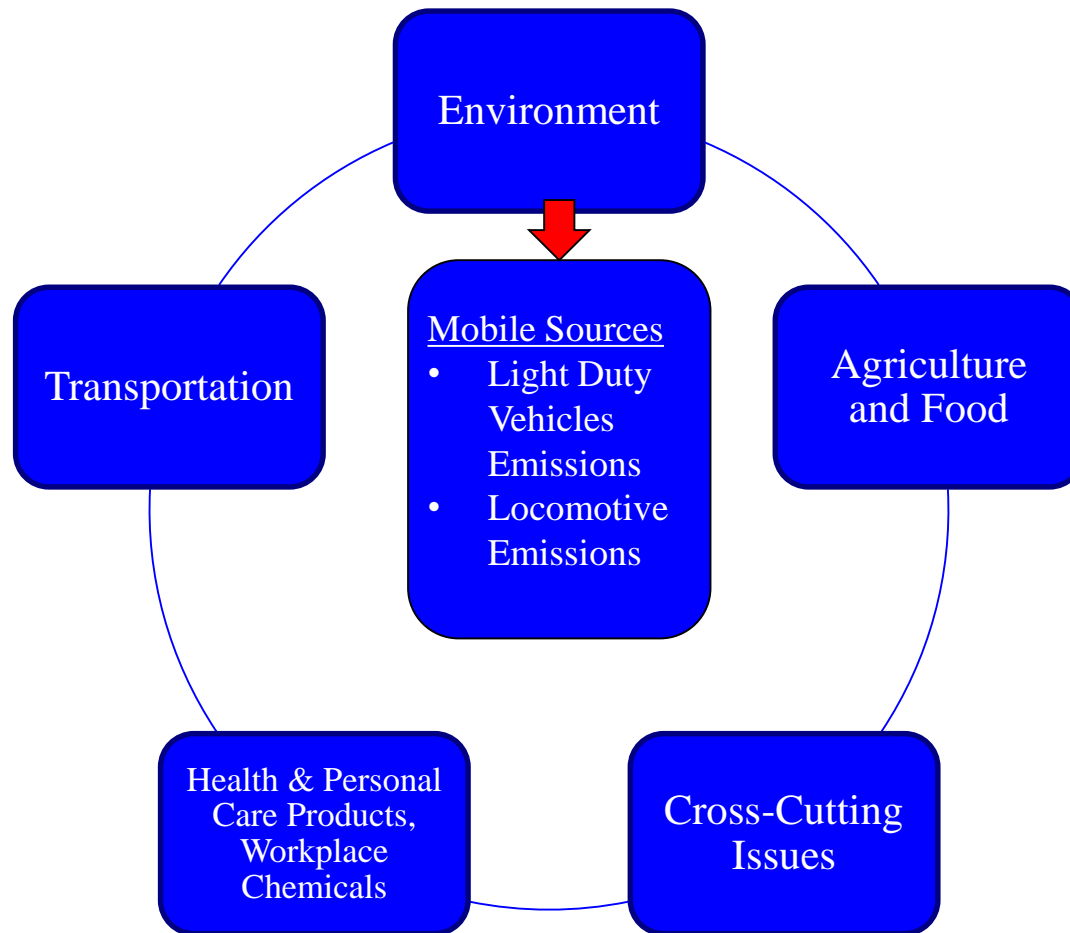 Environment
Mobile Sources
• Light Duty
Vehicles
Emissions
• Locomotive
Emissions
Transportation
Agriculture
and Food
Health & Personal
Care Products,
Workplace
Chemicals
Cross-Cutting
Issues